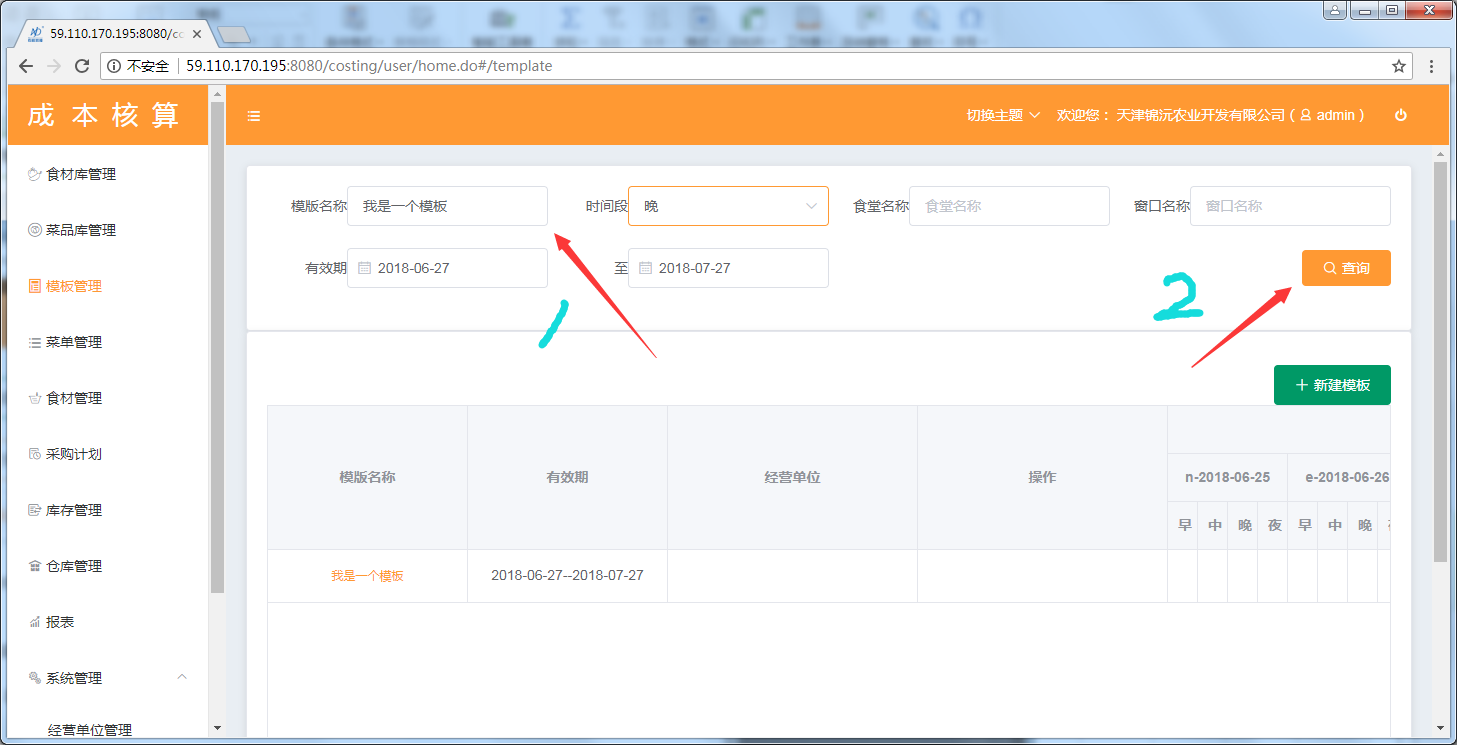 59.110.170.195:8080/cc
不安全 59.110.170.195:8080/costing/user/home.do#/template
成本核算
切换主题 欢迎您： 天津锦沅农业开发有限公司 ( admin )
食材库管理
菜品库管理
模板管理
菜单管理
食材管理
采购计划
库存管理
仓库管理
报表
系统管理
经营单位管理
模版名称 我是一个模板 时间段 晚 食堂名称 食堂名称 窗口名称 窗口名称
有效期 2018-06-27 至 2018-07-27 查询
1 2
新建模板
模版名称 有效期 经营单位 操作
n-2018-06-25 e-2018-06-26
早 中 晚 夜 早 中 晚
我是一个模板 2018-06-27--2018-07-27